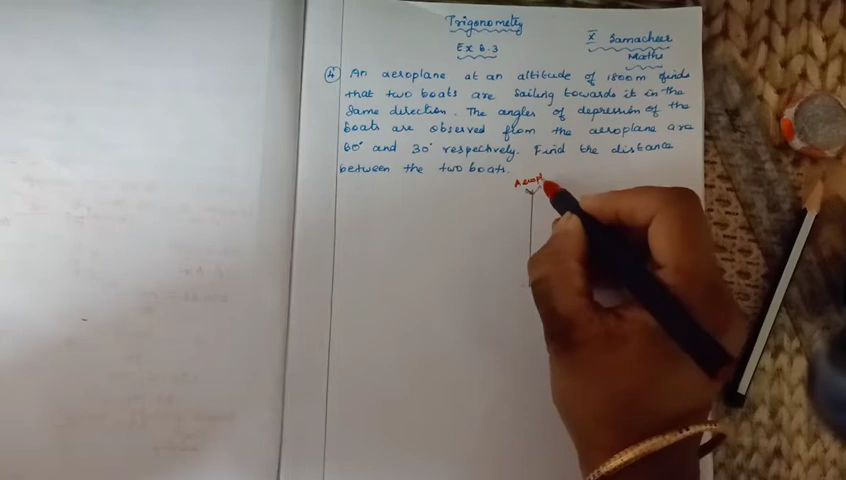 Trigonometry
Ex 6.3
X Samacheer
Maths
4 An aeroplane at an altitude of 1800 m finds
that two boats are sailing towards it in the
same direction. The angles of depression of the
boats are observed from the aeroplane are
60° and 30° respectively. Find the distance
between the two boats.
Aeropl